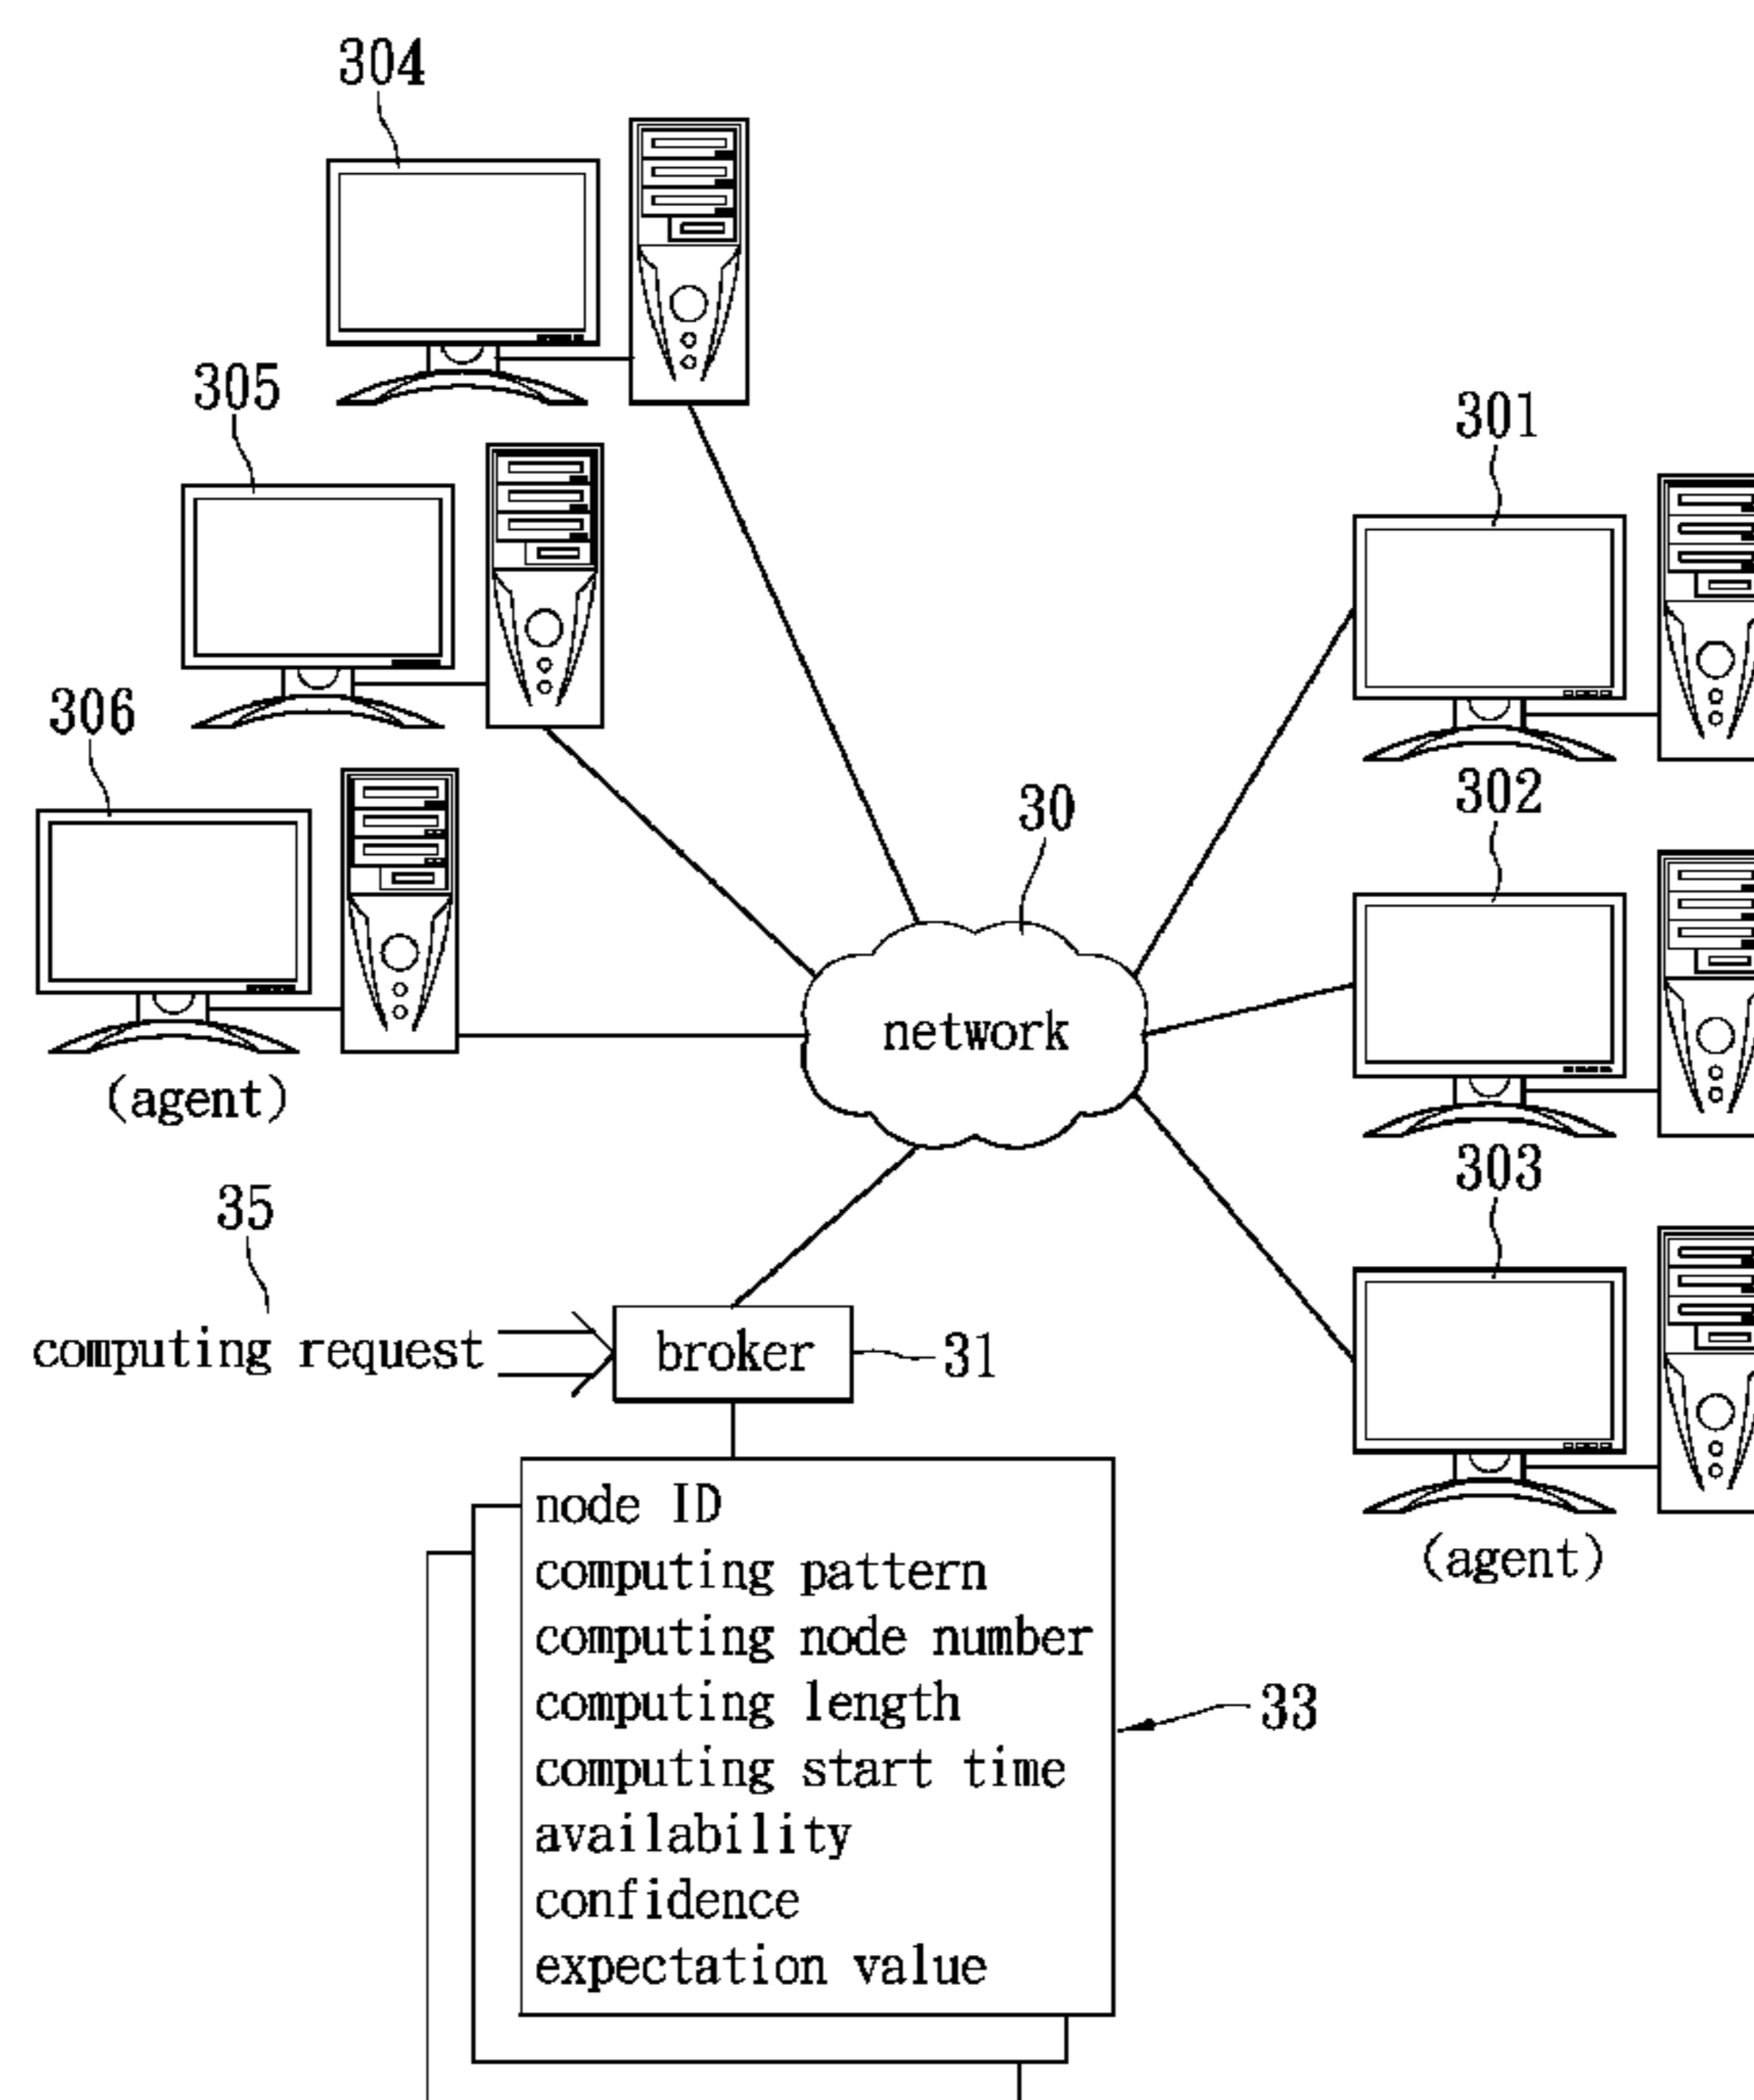 304
305
301
306
302
30
network
(agent)
303
35
computing request
broker
31
(agent)
node ID
computing pattern
computing node number
computing length
computing start time
availability
confidence
expectation value
33